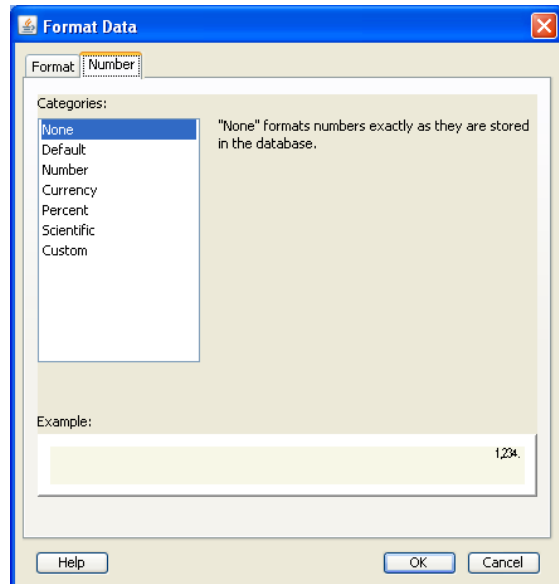 Format Data
Format Number
Categories:
None
Default
Number
Currency
Percent
Scientific
Custom
"None" formats numbers exactly as they are stored
in the database.
Example:
1,234.
Help OK Cancel